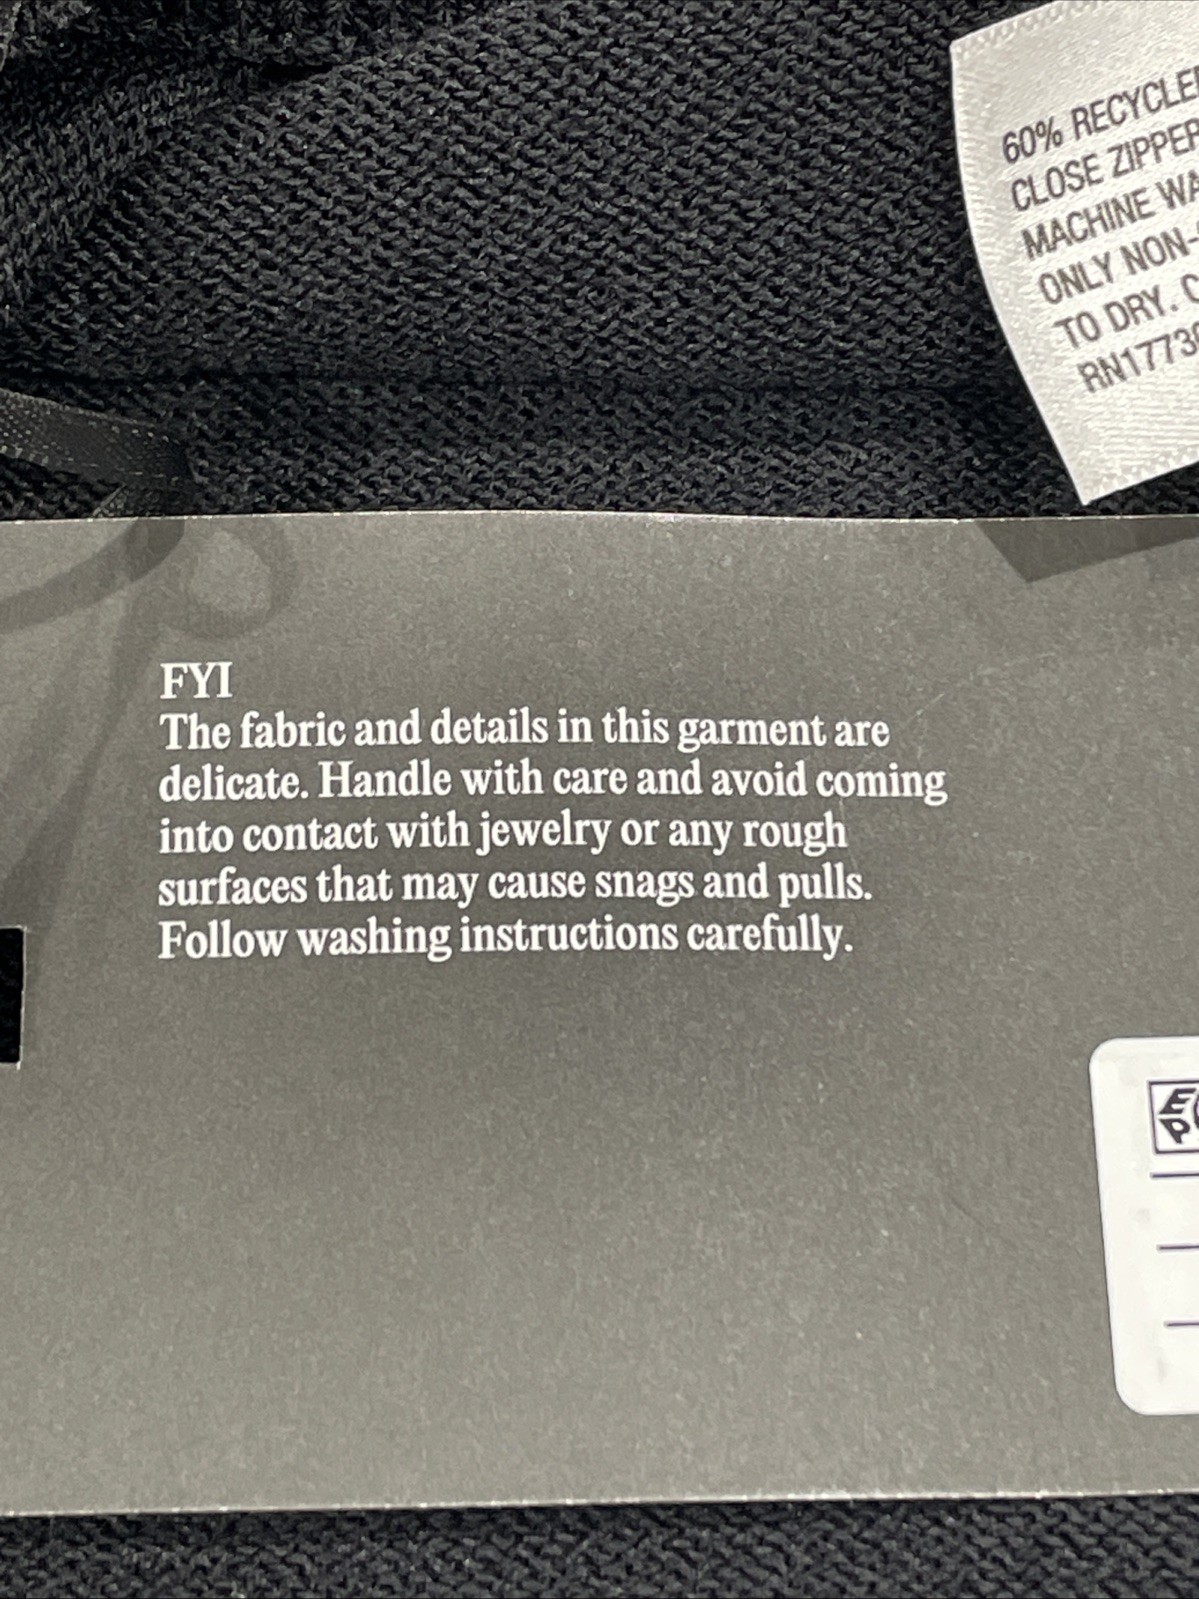 60% RECYCLED
CLOSE ZIPPER
MACHINE
ONLY NON-
TO DRY.
RN1773
FYI
The fabric and details in this garment are
delicate. Handle with care and avoid coming
into contact with jewelry or any rough
surfaces that may cause snags and pulls.
Follow washing instructions carefully.